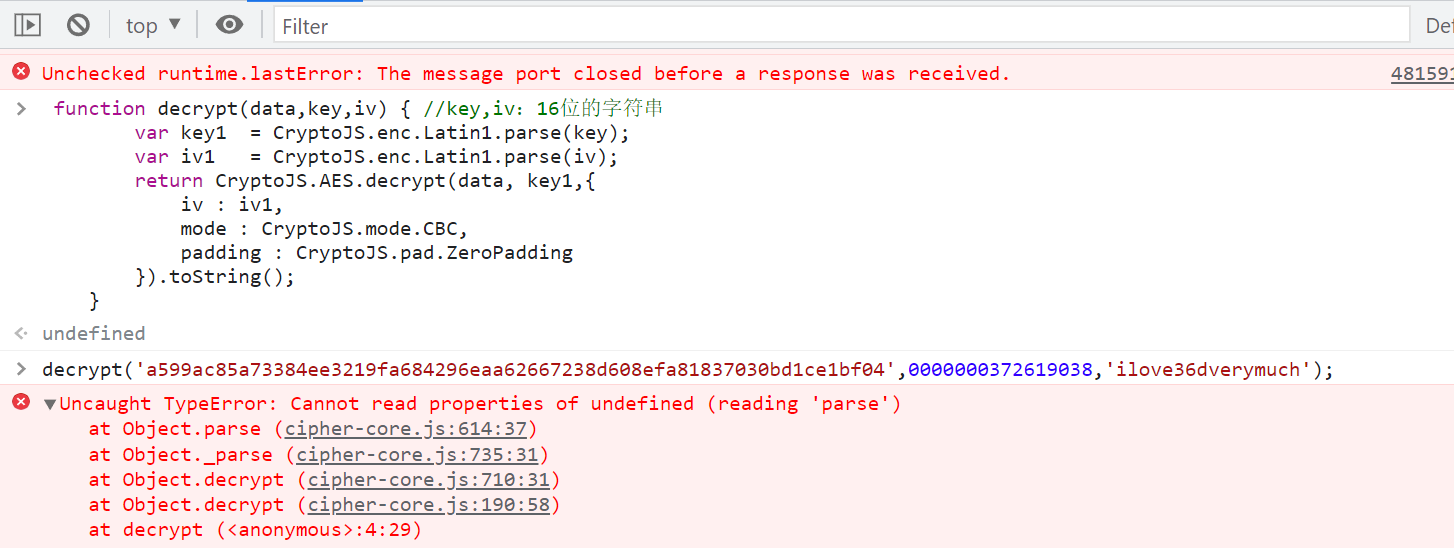 top ▼ Filter De
Unchecked runtime.lastError: The message port closed before a response was received. 481591
> function decrypt(data,key,iv) { //key,iv：16位的字符串
var key1  = CryptoJS.enc.Latin1.parse(key);
var iv1   = CryptoJS.enc.Latin1.parse(iv);
return CryptoJS.AES.decrypt(data, key1,{
iv : iv1,
mode : CryptoJS.mode.CBC,
padding : CryptoJS.pad.ZeroPadding
}).toString();
}
undefined
> decrypt('a599ac85a73384ee3219fa684296eaa62667238d608efa81837030bd1ce1bf04',0000000372619038,'ilove36dverymuch');
▼Uncaught TypeError: Cannot read properties of undefined (reading 'parse')
at Object.parse (cipher-core.js:614:37)
at Object._parse (cipher-core.js:735:31)
at Object.decrypt (cipher-core.js:710:31)
at Object.decrypt (cipher-core.js:190:58)
at decrypt (<anonymous>:4:29)